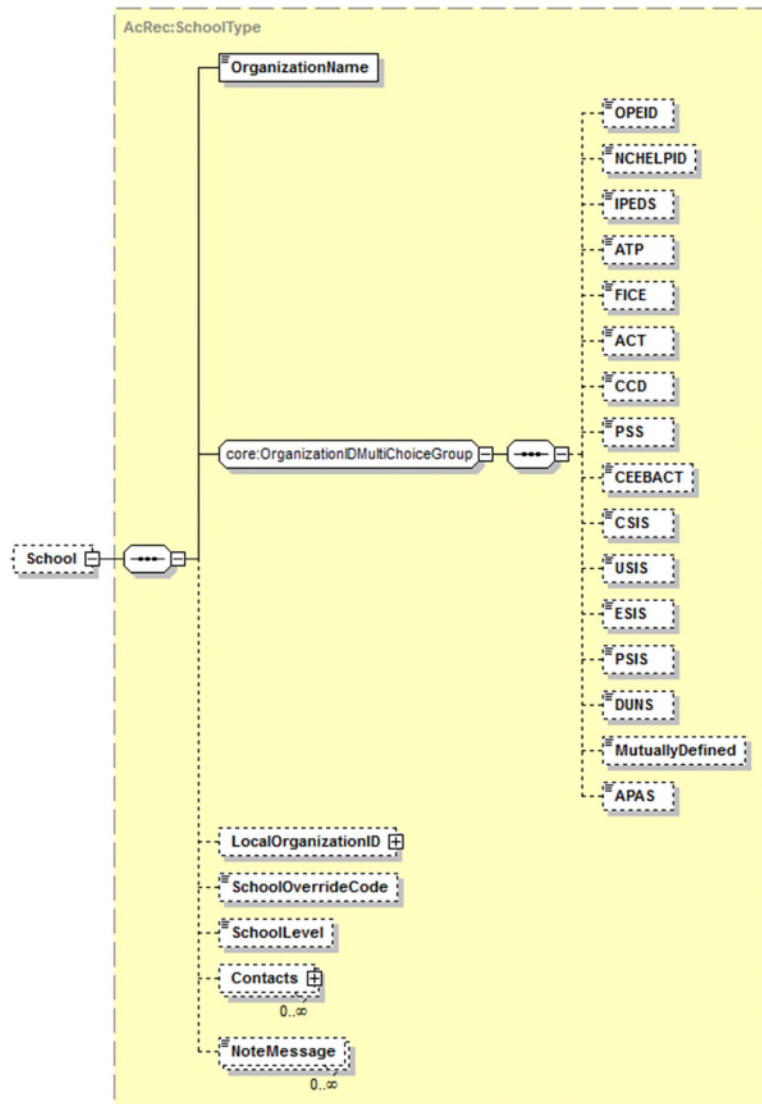 AcRec:SchoolType
OrganizationName
OPEID
NCHELPID
IPEDS
ATP
FICE
ACT
CCD
core:OrganizationIDMultiChoiceGroup
PSS
CEEBACT
CSIS
School
USIS
ESIS
PSIS
DUNS
MutuallyDefined
APAS
LocalOrganizationID
SchoolOverrideCode
SchoolLevel
Contacts
0..∞
NoteMessage
0..∞